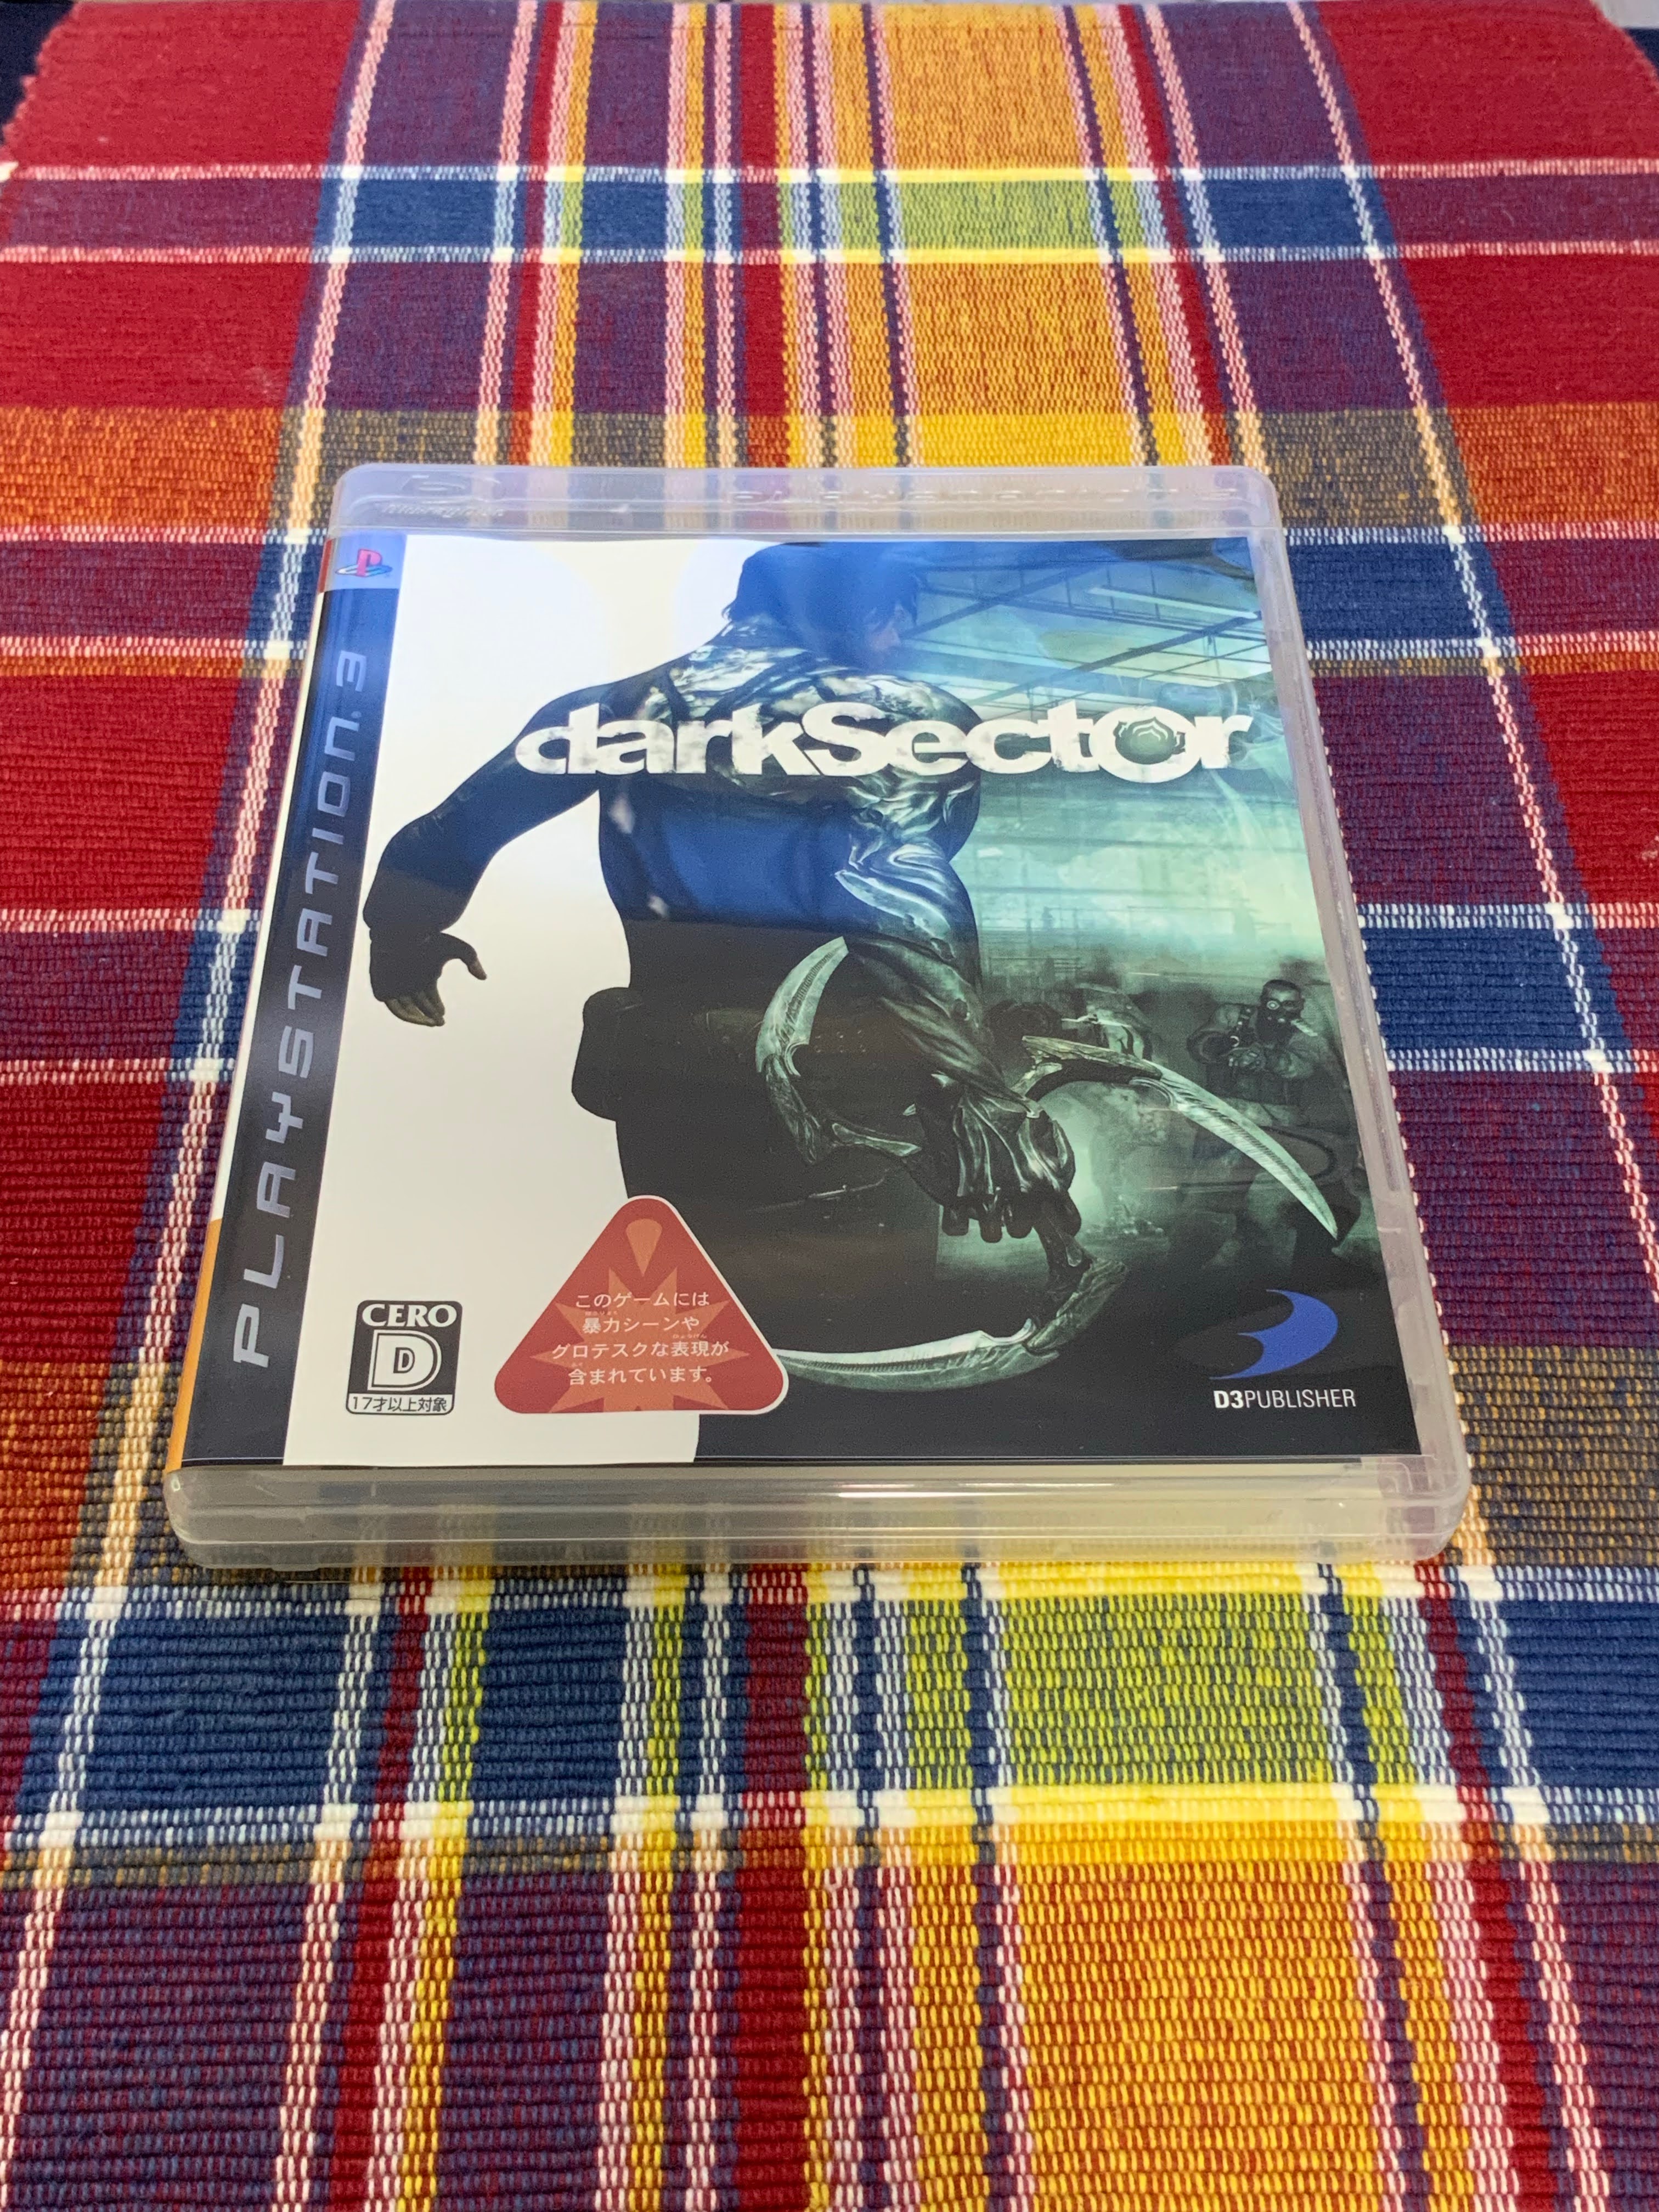 PLAYSTATION 3
darkSector
このゲームには
暴力シーンや
グロテスクな表現が
含まれています。
CERO
D
17才以上対象
D3PUBLISHER